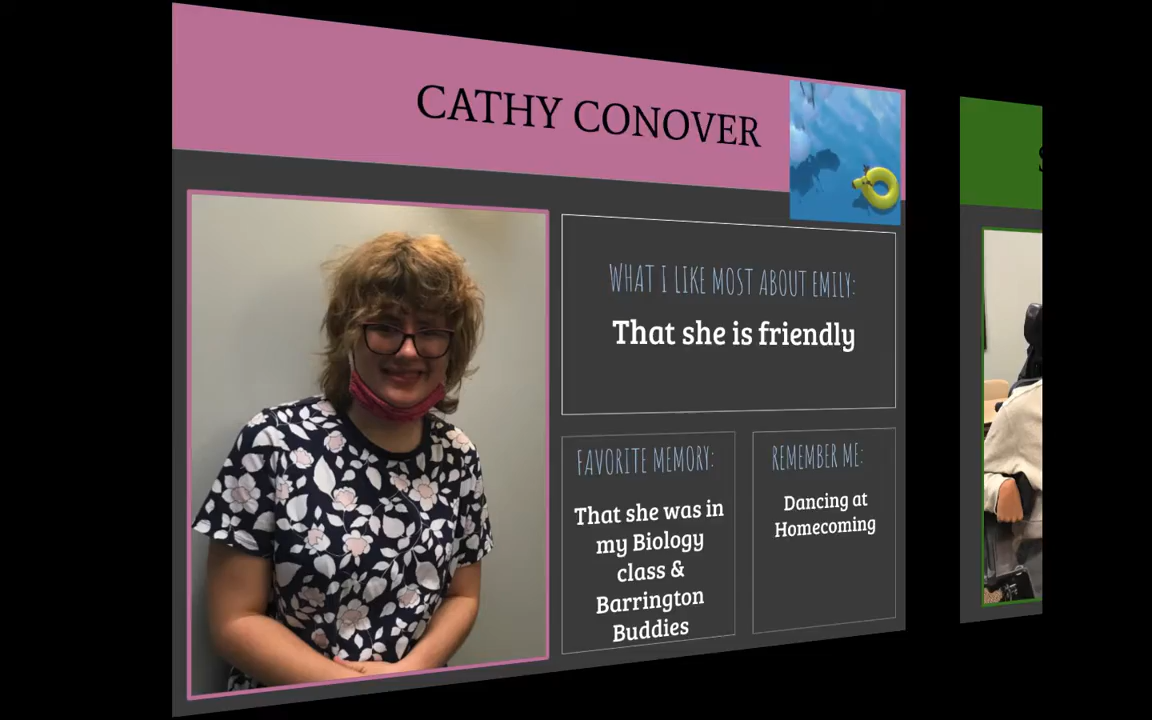 CATHY CONOVER
WHAT I LIKE MOST ABOUT EMILY:
That she is friendly
FAVORITE MEMORY:
That she was in
my Biology
class &
Barrington
Buddies
REMEMBER ME:
Dancing at
Homecoming